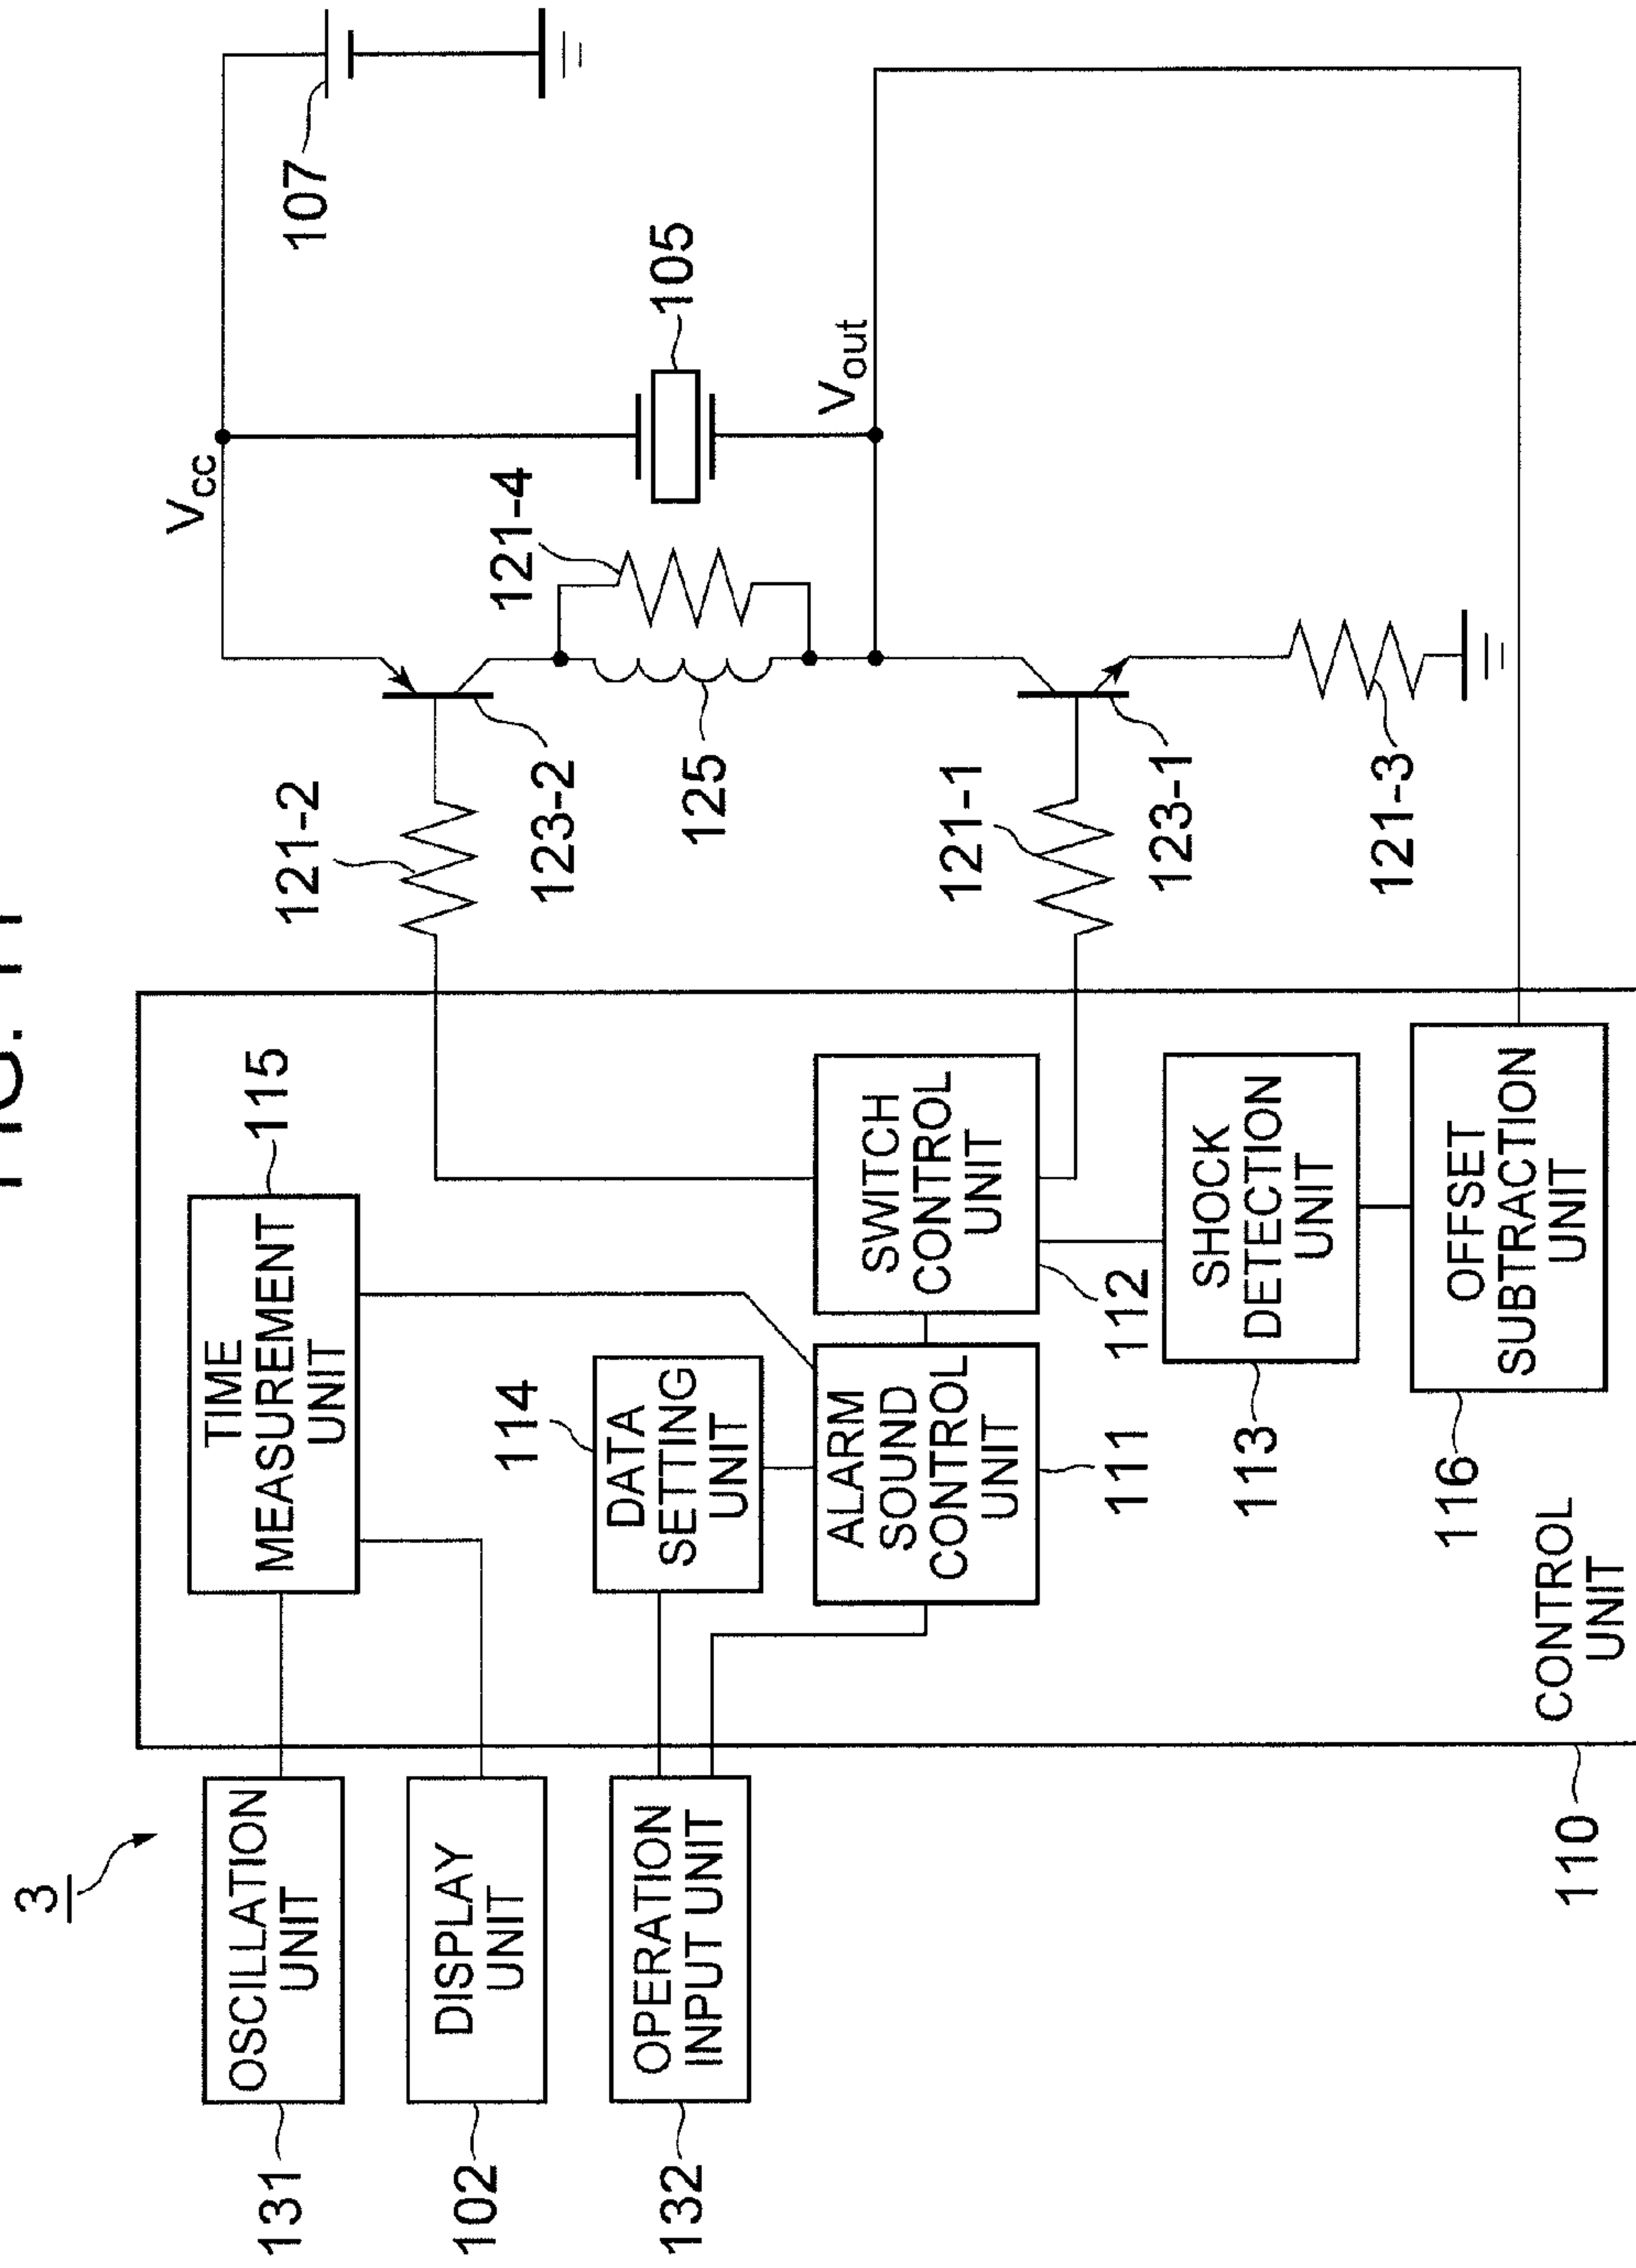 3
OSCILLATION
UNIT
131
DISPLAY
UNIT
102
OPERATION
INPUT UNIT
132
TIME
MEASUREMENT
UNIT
115
DATA
SETTING
UNIT
114
ALARM
SOUND
CONTROL
UNIT
111
SWITCH
CONTROL
UNIT
112
SHOCK
DETECTION
UNIT
113
OFFSET
SUBTRACTION
UNIT
116
CONTROL
UNIT
110
121-2
123-2
125
121-4
121-1
123-1
121-3
Vcc
105
Vout
107